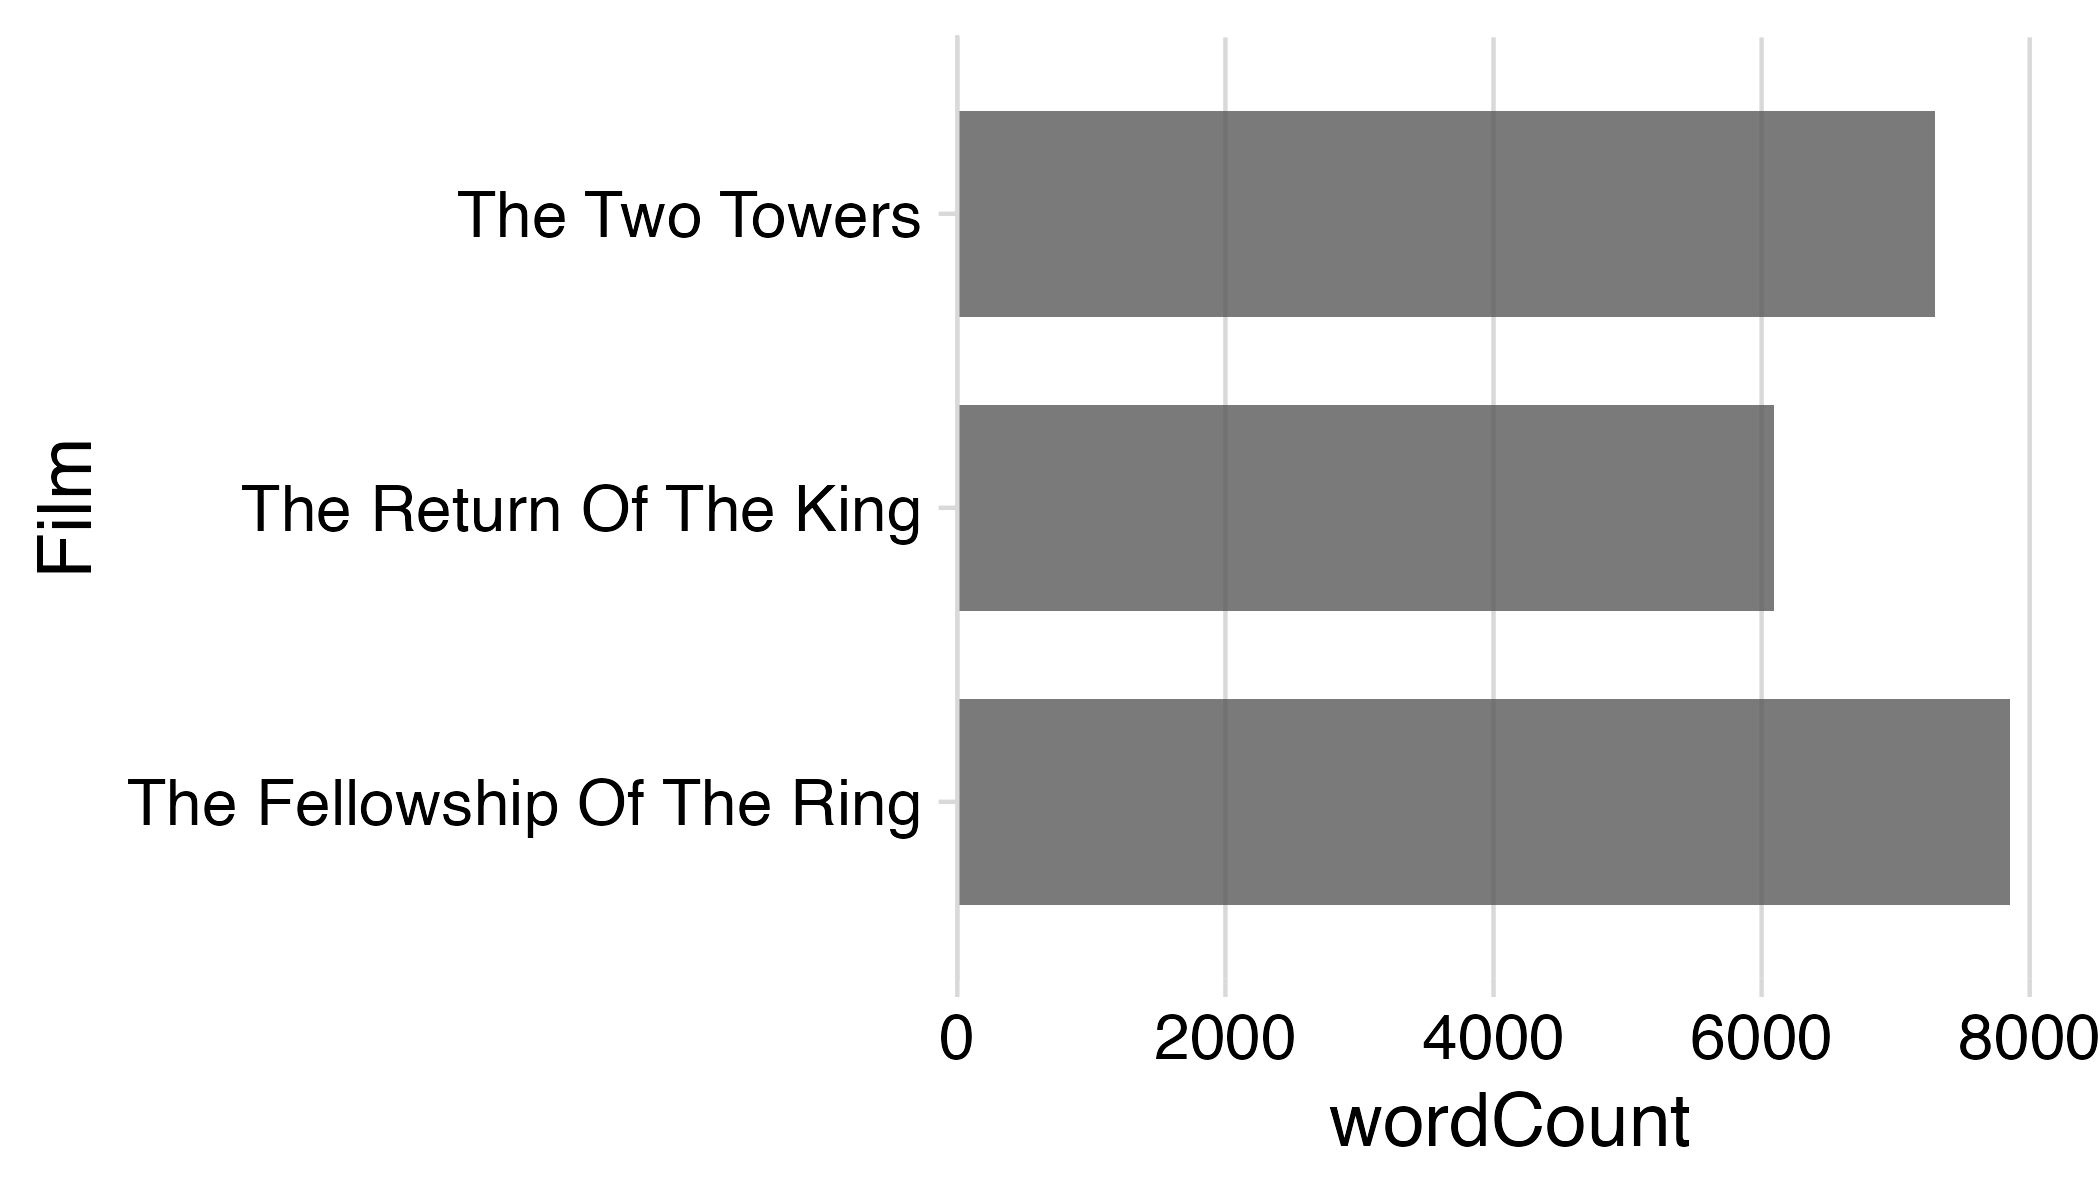 Film
The Two Towers
The Return Of The King
The Fellowship Of The Ring
0 2000 4000 6000 8000
wordCount